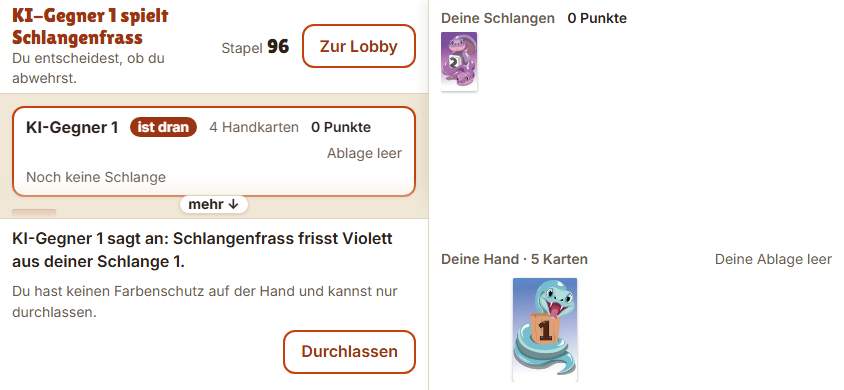 KI-Gegner 1 spielt
Schlangenfrass
Du entscheidest, ob du
abwehrst.
Stapel 96
Zur Lobby
KI-Gegner 1 ist dran 4 Handkarten 0 Punkte
Ablage leer
Noch keine Schlange
mehr ↓
KI-Gegner 1 sagt an: Schlangenfrass frisst Violett
aus deiner Schlange 1.
Du hast keinen Farbenschutz auf der Hand und kannst nur
durchlassen.
Durchlassen
Deine Schlangen 0 Punkte
2
Deine Hand · 5 Karten
Deine Ablage leer
1